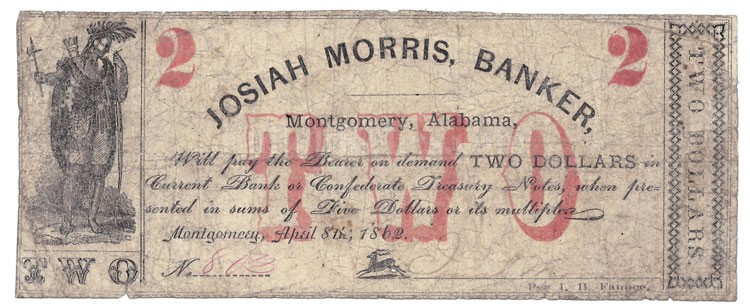 2
2
JOSIAH MORRIS, BANKER,
Montgomery, Alabama,
TWO
Will pay the Bearer on demand TWO DOLLARS in
Current Bank or Confederate Treasury Notes, when pre-
sented in sums of Five Dollars or its multiples
Montgomery, April 8th, 1862.
No.
Per I. B. Fannee.
TWO
TWO DOLLARS